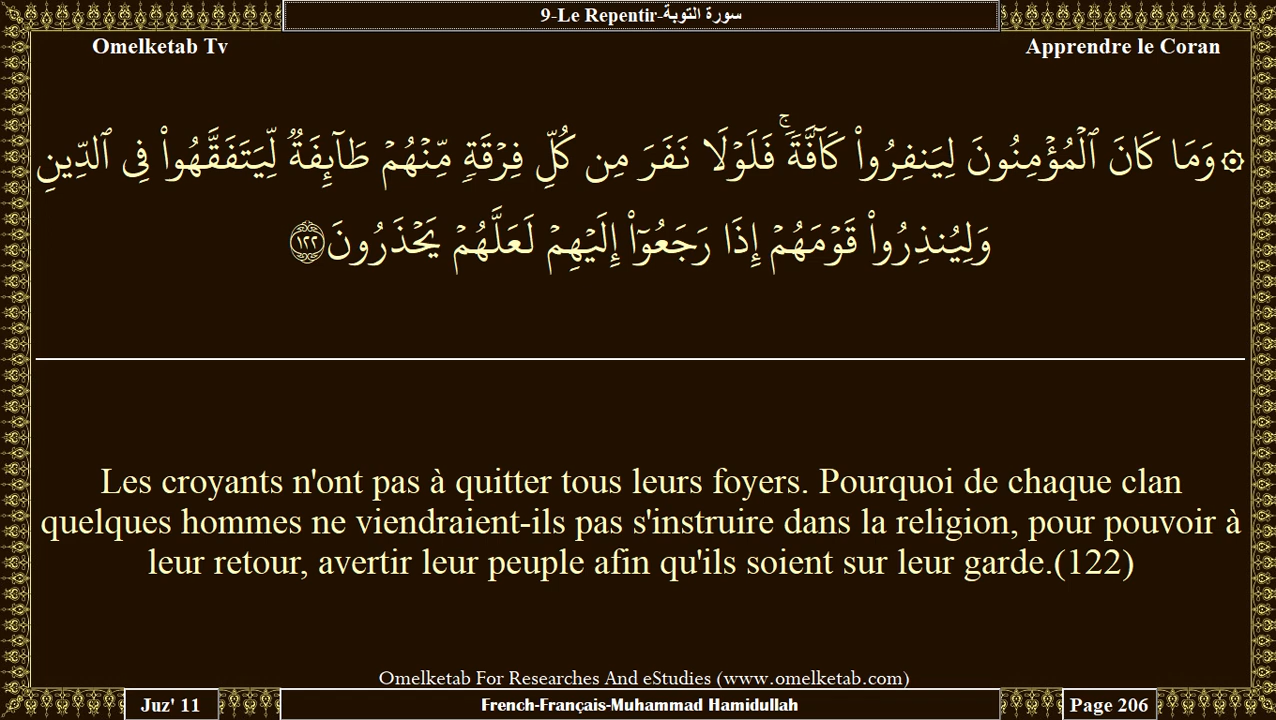 9-Le Repentir-سورة التوبة
Omelketab Tv
Apprendre le Coran
۞ وَمَا كَانَ ٱلۡمُؤۡمِنُونَ لِيَنفِرُواْ كَآفَّةٗۚ فَلَوۡلَا نَفَرَ مِن كُلِّ فِرۡقَةٖ مِّنۡهُمۡ طَآئِفَةٞ لِّيَتَفَقَّهُواْ فِي ٱلدِّينِ
وَلِيُنذِرُواْ قَوۡمَهُمۡ إِذَا رَجَعُوٓاْ إِلَيۡهِمۡ لَعَلَّهُمۡ يَحۡذَرُونَ ١٢٢
Les croyants n'ont pas à quitter tous leurs foyers. Pourquoi de chaque clan
quelques hommes ne viendraient-ils pas s'instruire dans la religion, pour pouvoir à
leur retour, avertir leur peuple afin qu'ils soient sur leur garde.(122)
Omelketab For Researches And eStudies (www.omelketab.com)
Juz' 11
French-Français-Muhammad Hamidullah
Page 206